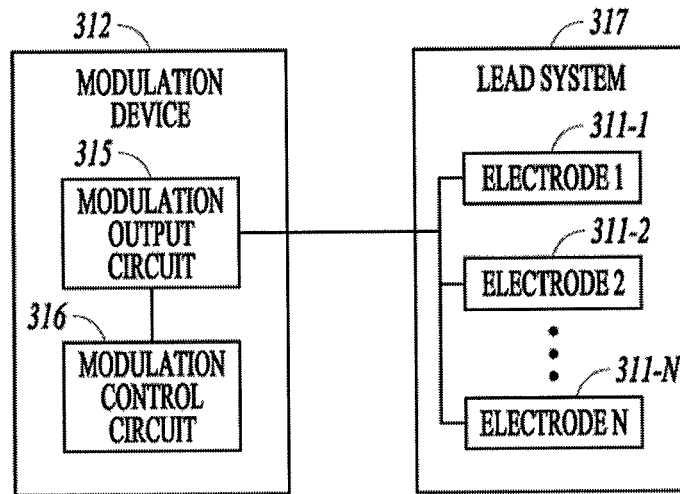 312
MODULATION
DEVICE
315
MODULATION
OUTPUT
CIRCUIT
316
MODULATION
CONTROL
CIRCUIT
317
LEAD SYSTEM
311-1
ELECTRODE 1
311-2
ELECTRODE 2
311-N
ELECTRODE N